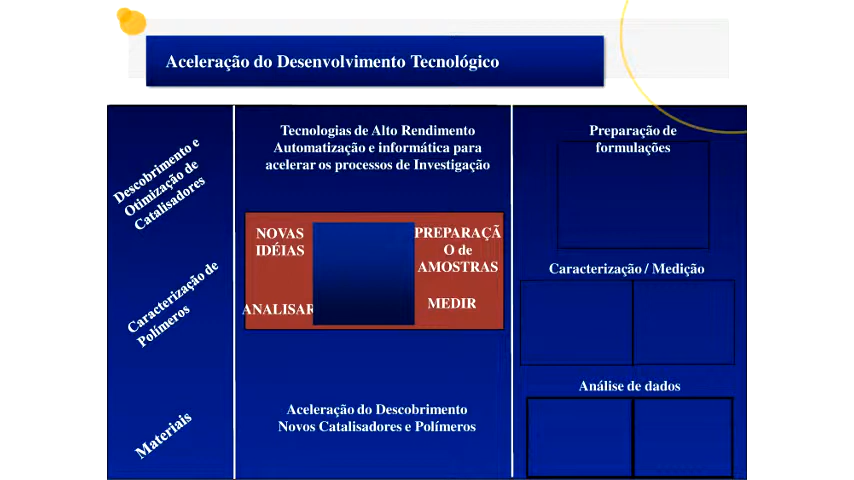 Aceleração do Desenvolvimento Tecnológico
Descobrimento e
Otimização de
Catalisadores
Caracterização de
Polímeros
Materiais
Tecnologias de Alto Rendimento
Automatização e informática para
acelerar os processos de Investigação
NOVAS
IDÉIAS
PREPARAÇÃ
O de
AMOSTRAS
ANALISAR
MEDIR
Aceleração do Descobrimento
Novos Catalisadores e Polímeros
Preparação de
formulações
Caracterização / Medição
Análise de dados